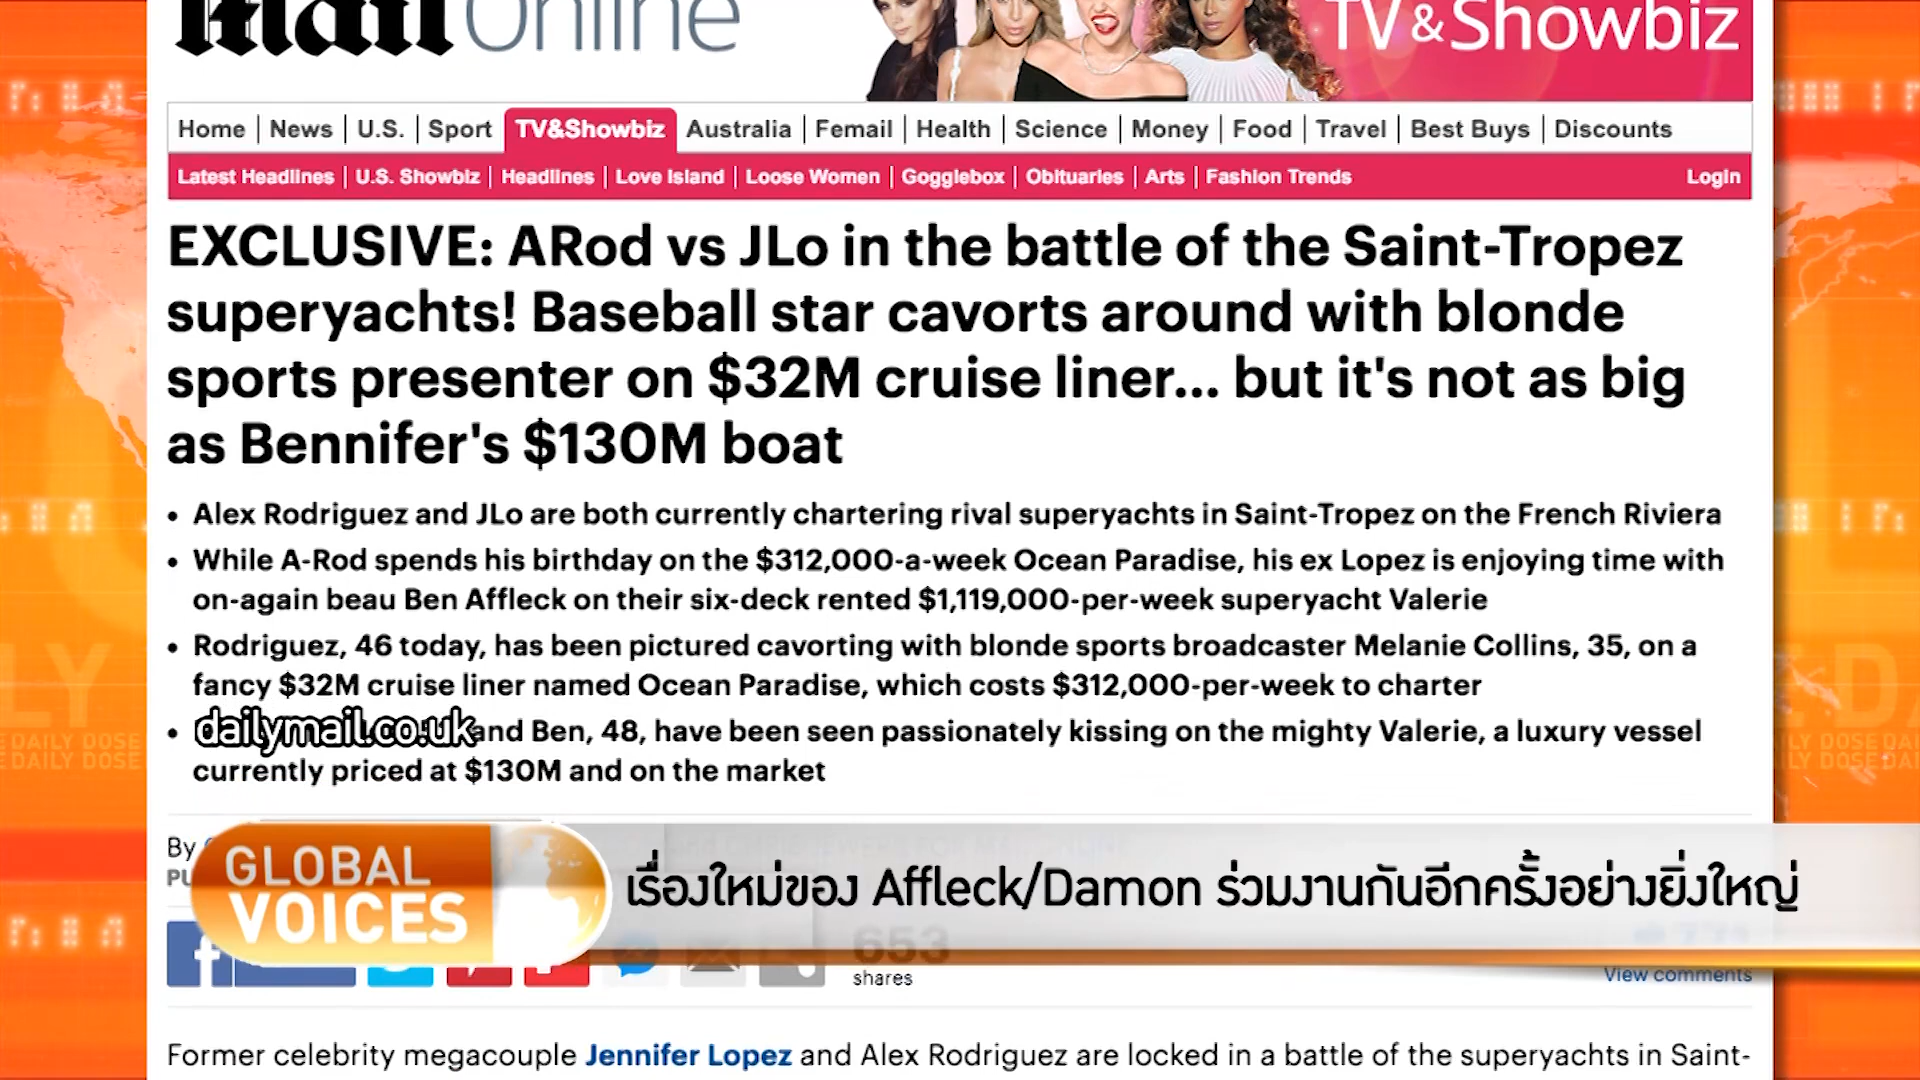 Mail Online
TV&Showbiz
Home | News | U.S. | Sport | TV&Showbiz | Australia | Femail | Health | Science | Money | Food | Travel | Best Buys | Discounts
Latest Headlines | U.S. Showbiz | Headlines | Love Island | Loose Women | Gogglebox | Obituaries | Arts | Fashion Trends
Login
EXCLUSIVE: ARod vs JLo in the battle of the Saint-Tropez
superyachts! Baseball star cavorts around with blonde
sports presenter on $32M cruise liner... but it's not as big
as Bennifer's $130M boat
• Alex Rodriguez and JLo are both currently chartering rival superyachts in Saint-Tropez on the French Riviera
• While A-Rod spends his birthday on the $312,000-a-week Ocean Paradise, his ex Lopez is enjoying time with
on-again beau Ben Affleck on their six-deck rented $1,119,000-per-week superyacht Valerie
• Rodriguez, 46 today, has been pictured cavorting with blonde sports broadcaster Melanie Collins, 35, on a
fancy $32M cruise liner named Ocean Paradise, which costs $312,000-per-week to charter
dailymail.co.uk
• and Ben, 48, have been seen passionately kissing on the mighty Valerie, a luxury vessel
currently priced at $130M and on the market
By
GLOBAL
VOICES
เรื่องใหม่ของ Affleck/Damon ร่วมงานกันอีกครั้งอย่างยิ่งใหญ่
653
shares
View comments
Former celebrity megacouple Jennifer Lopez and Alex Rodriguez are locked in a battle of the superyachts in Saint-
DAILY DOSE
DAILY DOSE